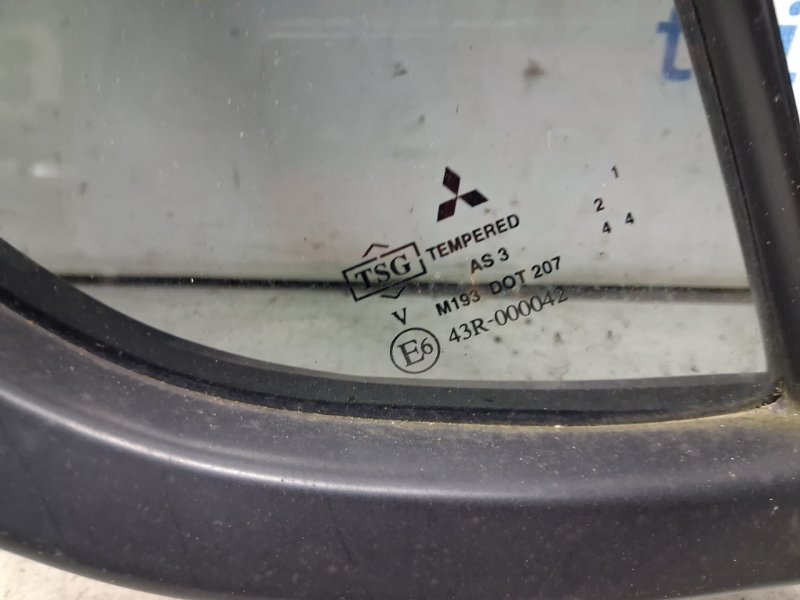 TEMPERED
TSG
AS 3
M193 DOT 207
V
E6 43R-000042
1
2
4 4